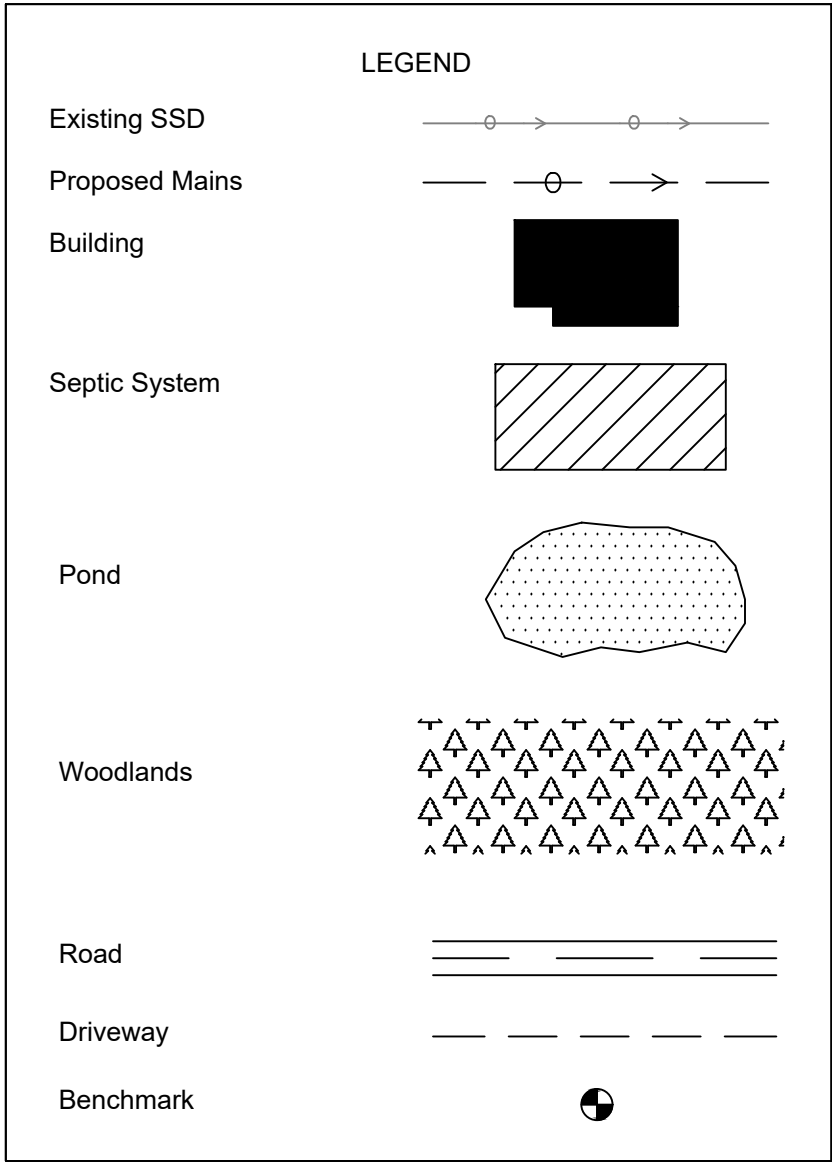 LEGEND
Existing SSD
Proposed Mains
Building
Septic System
Pond
Woodlands
Road
Driveway
Benchmark